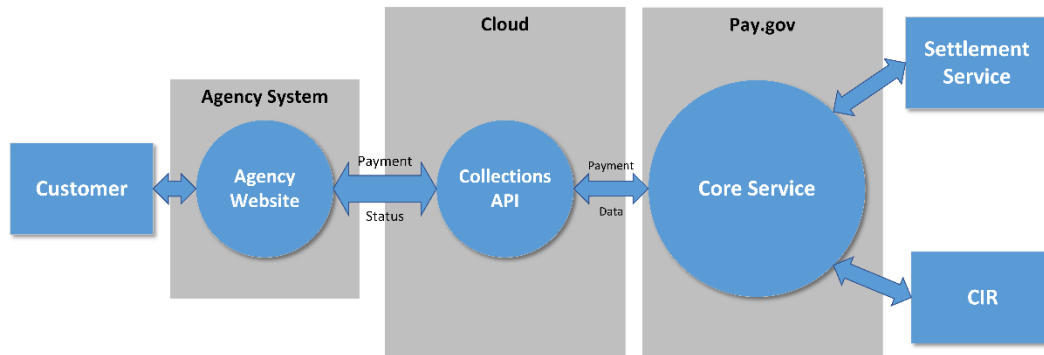 Cloud
Pay.gov
Settlement
Service
Agency System
Customer
Agency
Website
Payment
Status
Collections
API
Payment
Data
Core Service
CIR